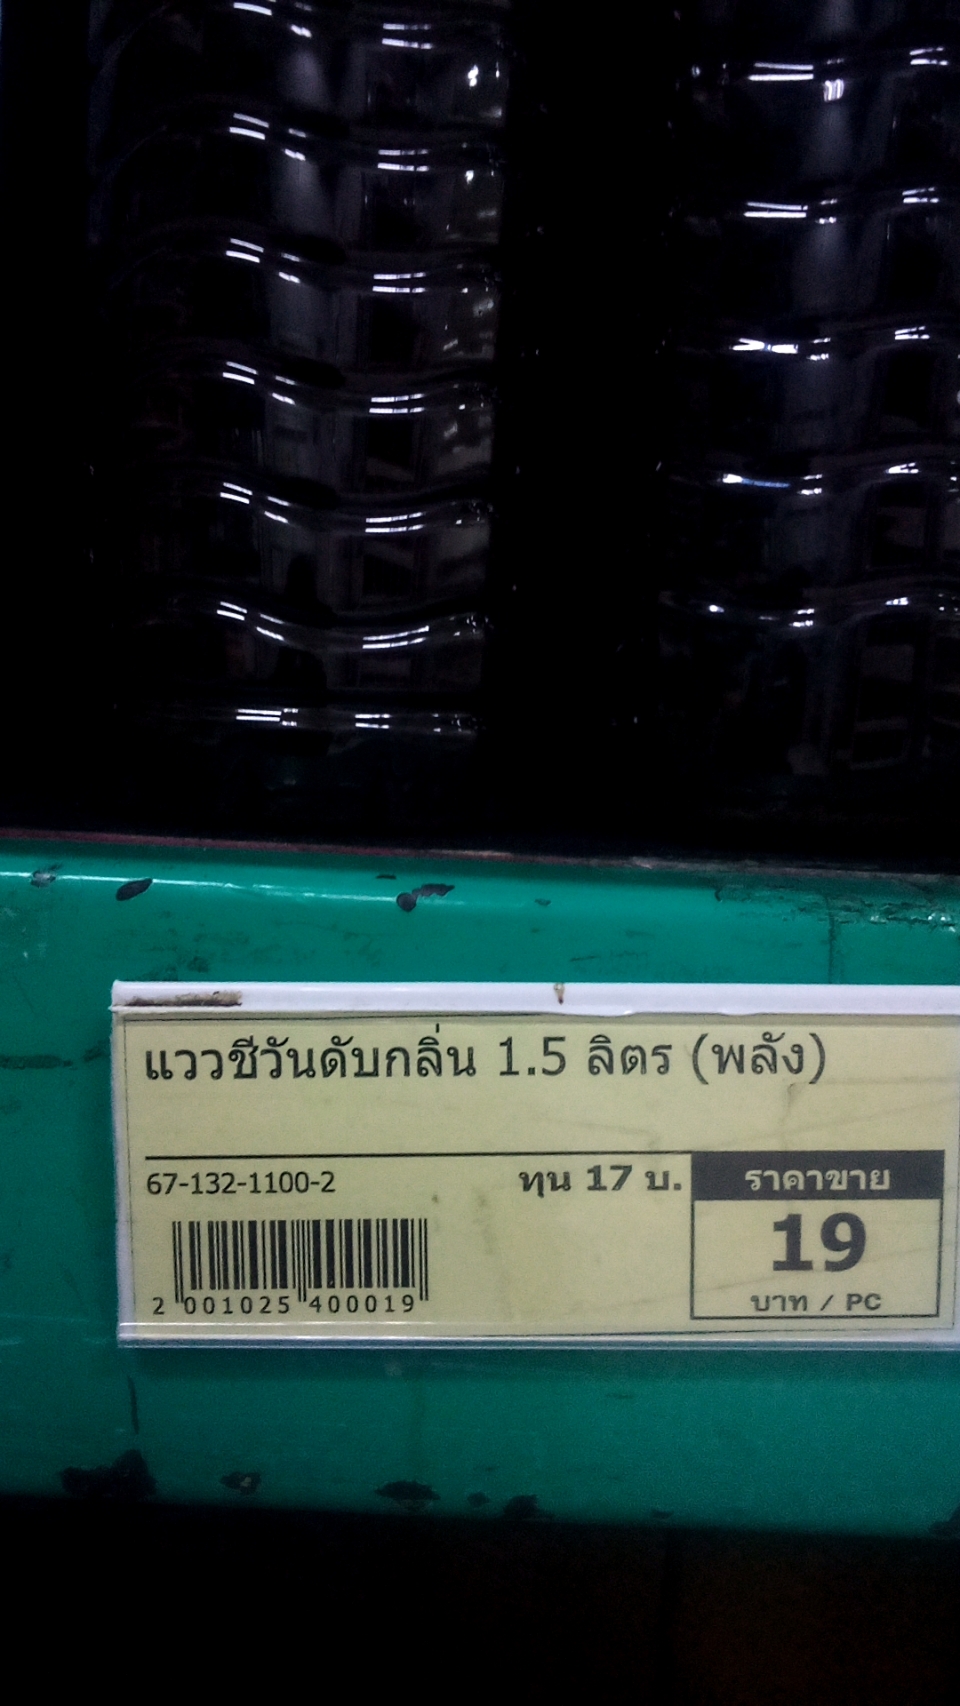 แววชีวันดับกลิ่น 1.5 ลิตร (พลัง)
67-132-1100-2
ทุน 17 บ.
ราคาขาย
19
บาท / PC
2 001025 400019